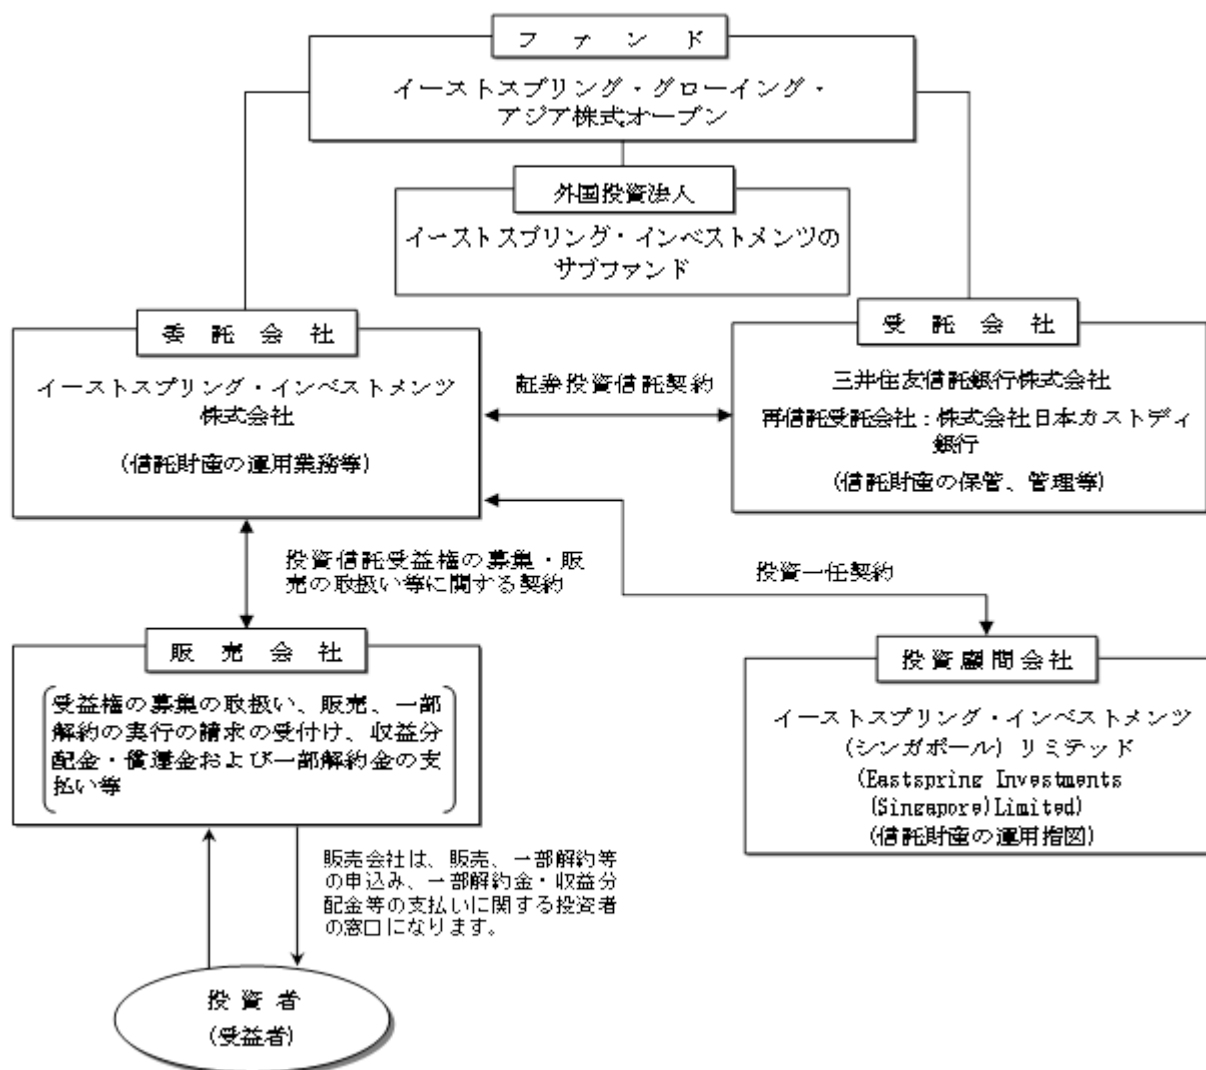 ファンド
イーストスプリング・グローイング・
アジア株式オープン
外国投資法人
イーストスプリング・インベストメンツの
サブファンド
委託会社
イーストスプリング・インベストメンツ
株式会社
(信託財産の運用業務等)
証券投資信託契約
受託会社
三井住友信託銀行株式会社
再信託受託会社：株式会社日本カストディ
銀行
(信託財産の保管、管理等)
投資信託受益権の募集・販
売の取扱い等に関する契約
投資一任契約
販売会社
受益権の募集の取扱い、販売、一部
解約の実行の請求の受付け、収益分
配金・償還金および一部解約金の支
払い等
投資顧問会社
イーストスプリング・インベストメンツ
(シンガポール) リミテッド
(Eastspring Investments
(Singapore)Limited)
(信託財産の運用指図)
販売会社は、販売、一部解約等
の申込み、一部解約金・収益分
配金等の支払いに関する投資者
の窓口になります。
投資者
(受益者)